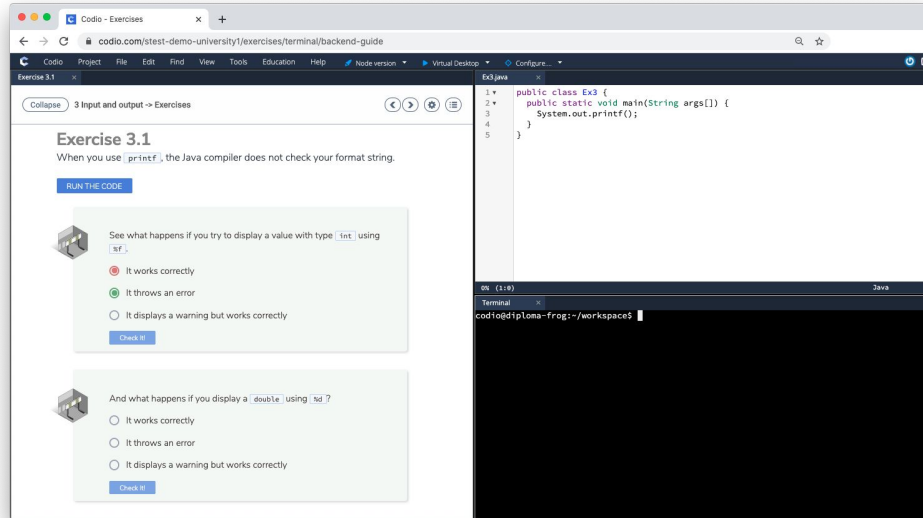 Codio - Exercises
codio.com/stest-demo-university1/exercises/terminal/backend-guide
Codio Project File Edit Find View Tools Education Help Node version Virtual Desktop Configure...
Exercise 3.1
Collapse 3 Input and output -> Exercises
Exercise 3.1
When you use printf, the Java compiler does not check your format string.
RUN THE CODE
See what happens if you try to display a value with type int using
%f.
It works correctly
It throws an error
It displays a warning but works correctly
Check It!
And what happens if you display a double using %d?
It works correctly
It throws an error
It displays a warning but works correctly
Check It!
Ex3.java
1 public class Ex3 {
2 public static void main(String args[]) {
3 System.out.printf();
4 }
5 }
0% (1:0) Java
Terminal
codio@diploma-frog:~/workspace$